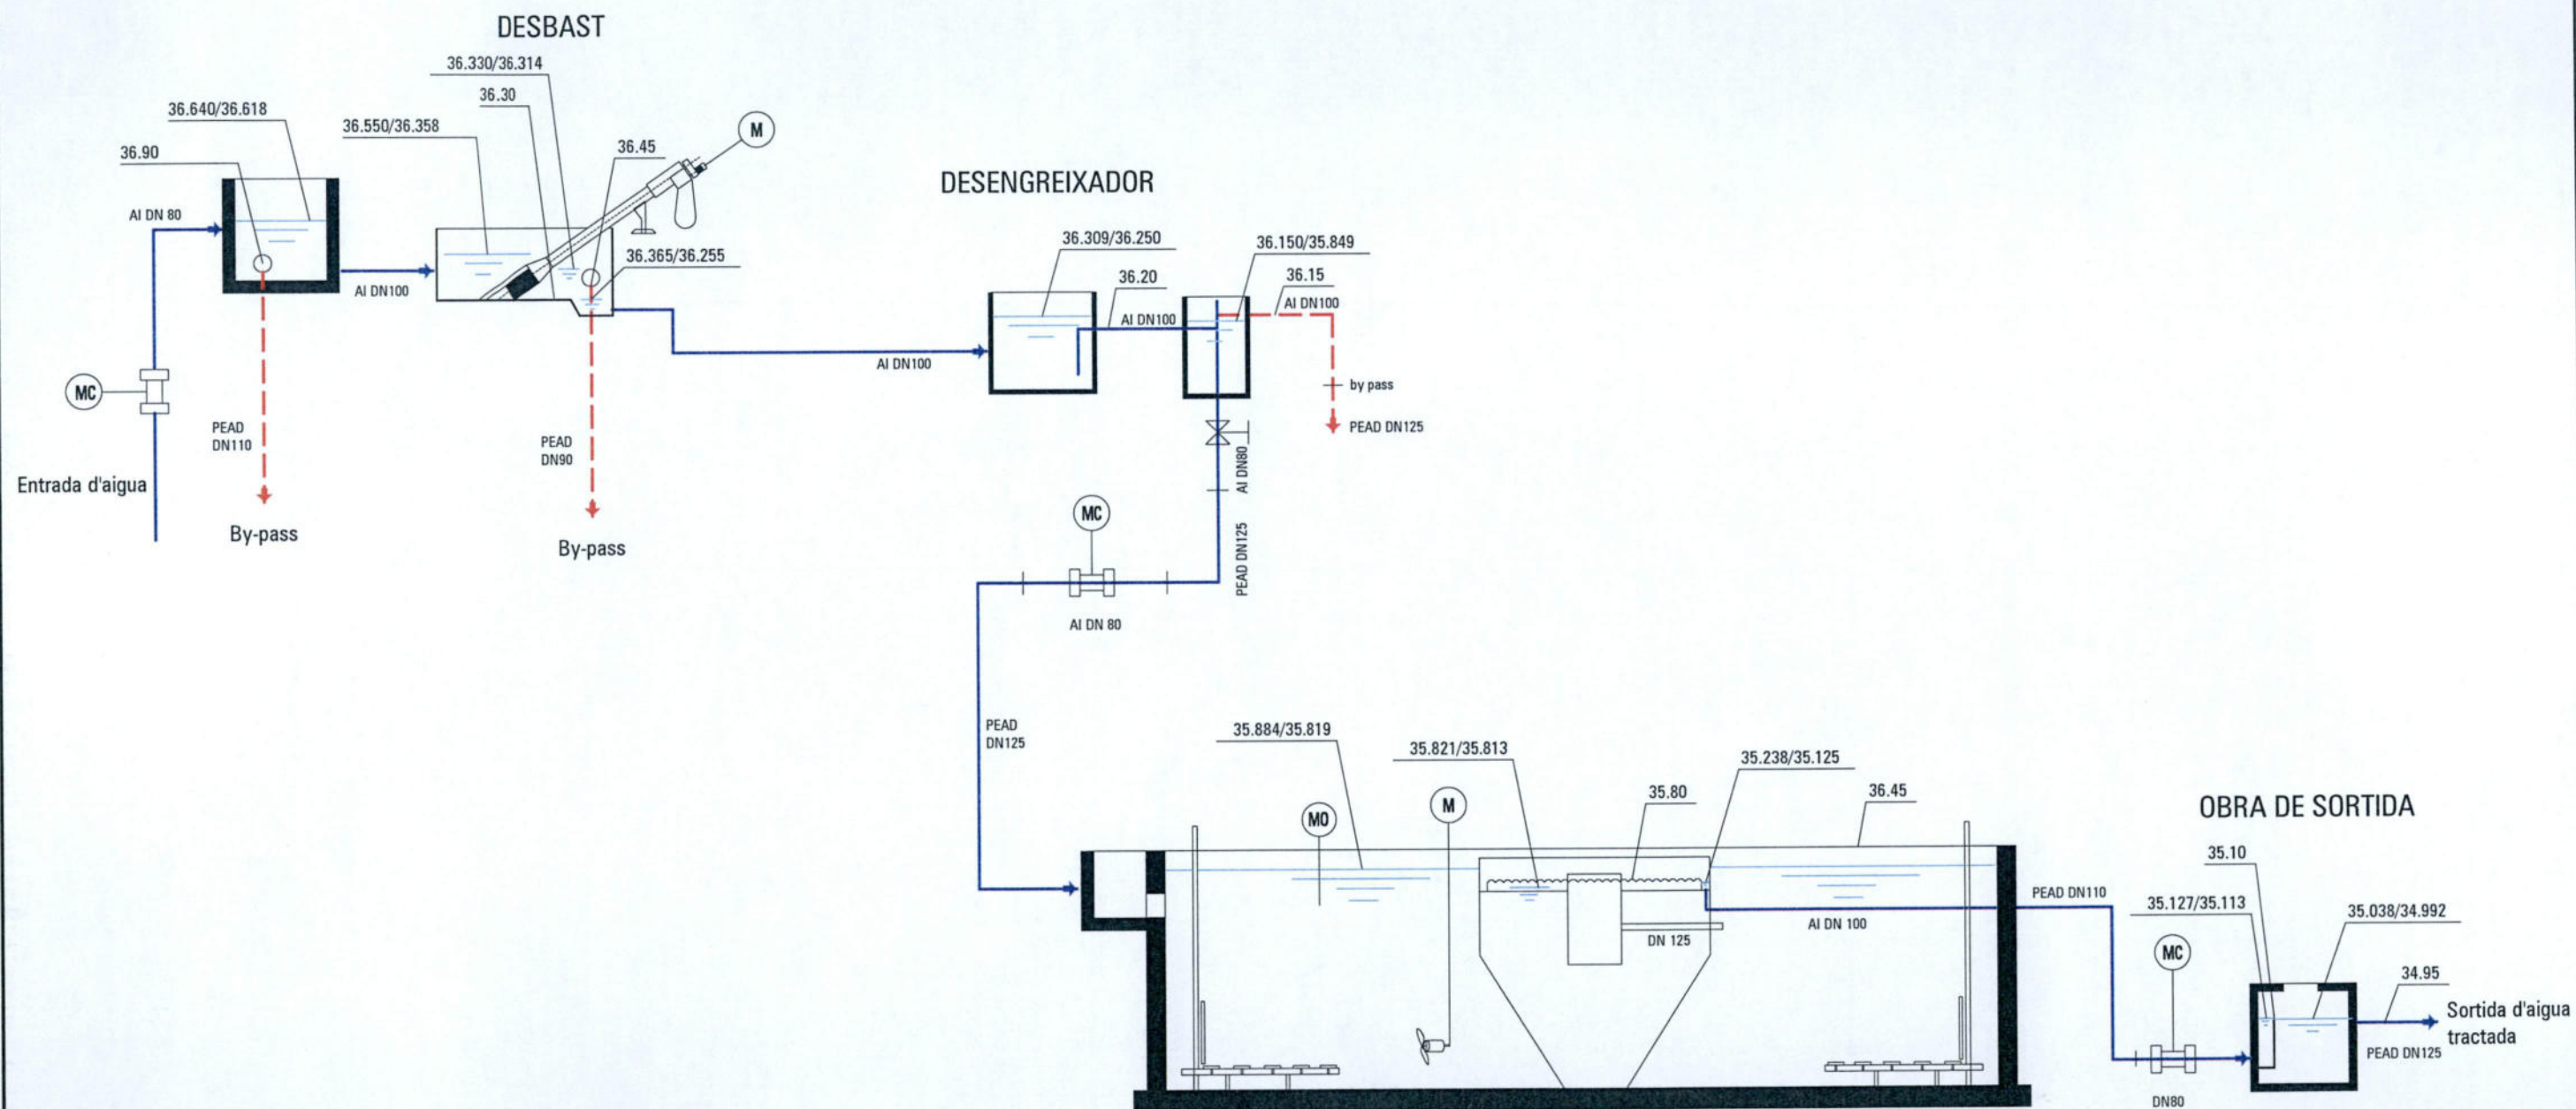 DESBAST
36.330/36.314
36.30
36.640/36.618
36.550/36.358
36.90
36.45
M
AI DN 80
36.365/36.255
AI DN100
MC
PEAD
DN110
PEAD
DN90
Entrada d'aigua
By-pass
By-pass
DESENGREIXADOR
36.309/36.250
36.150/35.849
36.20
36.15
AI DN100
AI DN100
AI DN100
by pass
PEAD DN125
AI DN80
MC
PEAD DN125
AI DN 80
PEAD
DN125
35.884/35.819
35.821/35.813
35.238/35.125
35.80
36.45
MO
M
DN 125
AI DN 100
OBRA DE SORTIDA
35.10
PEAD DN110
35.127/35.113
35.038/34.992
MC
34.95
Sortida d'aigua
tractada
PEAD DN125
DN80